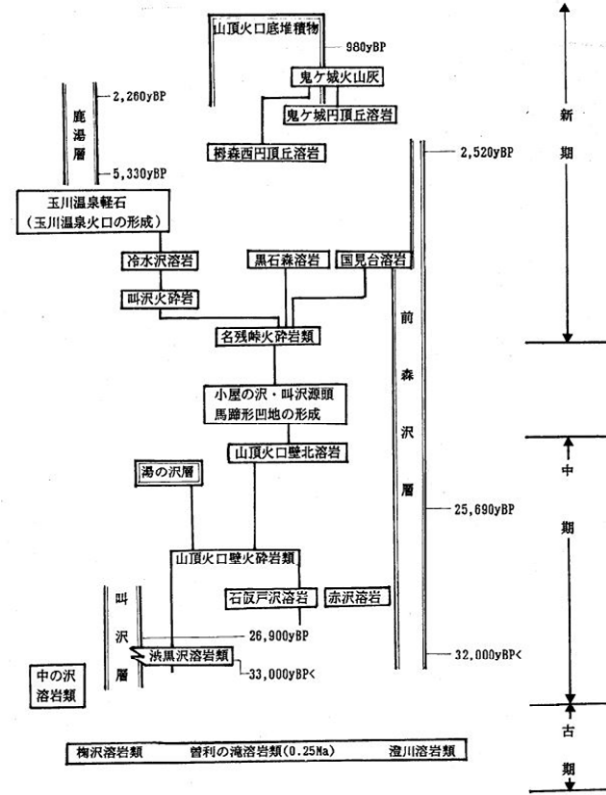 山頂火口底堆積物
980yBP
鬼ケ城火山灰
2,260yBP
鬼ケ城円頂丘溶岩
新期
鹿湯層
栂森西円頂丘溶岩
2,520yBP
5,330yBP
玉川温泉軽石
(玉川温泉火口の形成)
冷水沢溶岩
黒石森溶岩
国見台溶岩
叫沢火砕岩
前森沢層
名残峠火砕岩類
小屋の沢・叫沢源頭
馬蹄形凹地の形成
山頂火口壁北溶岩
湯の沢層
中期
25,690yBP
山頂火口壁火砕岩類
石仮戸沢溶岩
赤沢溶岩
叫沢層
26,900yBP
渋黒沢溶岩類
32,000yBP<
33,000yBP<
中の沢
溶岩類
古期
栂沢溶岩類
曽利の滝溶岩類(0.25Ma)
澄川溶岩類